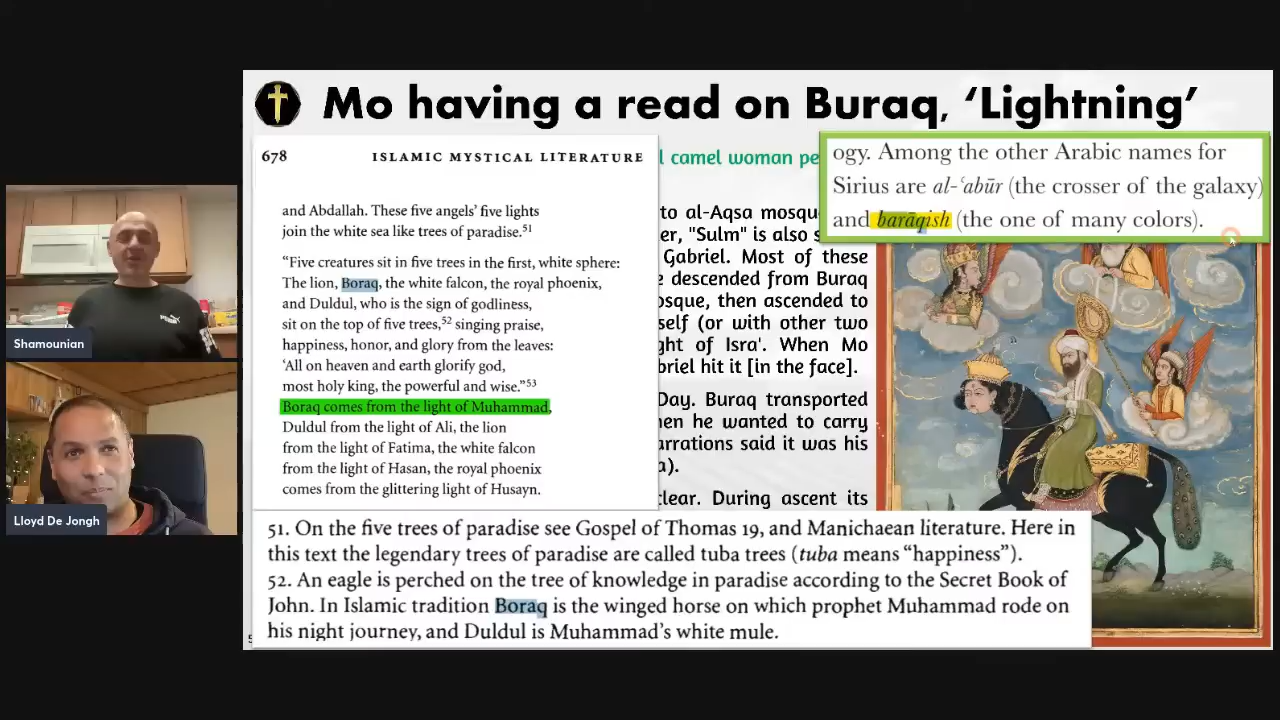 Mo having a read on Buraq, ‘Lightning’
678 ISLAMIC MYSTICAL LITERATURE
and Abdallah. These five angels’ five lights
join the white sea like trees of paradise.51
“Five creatures sit in five trees in the first, white sphere:
The lion, Boraq, the white falcon, the royal phoenix,
and Duldul, who is the sign of godliness,
sit on the top of five trees,52 singing praise,
happiness, honor, and glory from the leaves:
‘All on heaven and earth glorify god,
most holy king, the powerful and wise.”53
Boraq comes from the light of Muhammad,
Duldul from the light of Ali, the lion
from the light of Fatima, the white falcon
from the light of Hasan, the royal phoenix
comes from the glittering light of Husayn.
camel woman
to al-Aqsa
"Sulm" is also
Gabriel. Most of these
descended from Buraq
then ascended to
(or with other two
of Isra'. When Mo
hit it [in the face].
Day. Buraq transported
he wanted to carry
said it was his
During ascent its
ogy. Among the other Arabic names for
Sirius are al-‘abūr (the crosser of the galaxy)
and barāqish (the one of many colors).
51. On the five trees of paradise see Gospel of Thomas 19, and Manichaean literature. Here in
this text the legendary trees of paradise are called tuba trees (tuba means “happiness”).
52. An eagle is perched on the tree of knowledge in paradise according to the Secret Book of
John. In Islamic tradition Boraq is the winged horse on which prophet Muhammad rode on
his night journey, and Duldul is Muhammad’s white mule.
Shamounian
Lloyd De Jongh